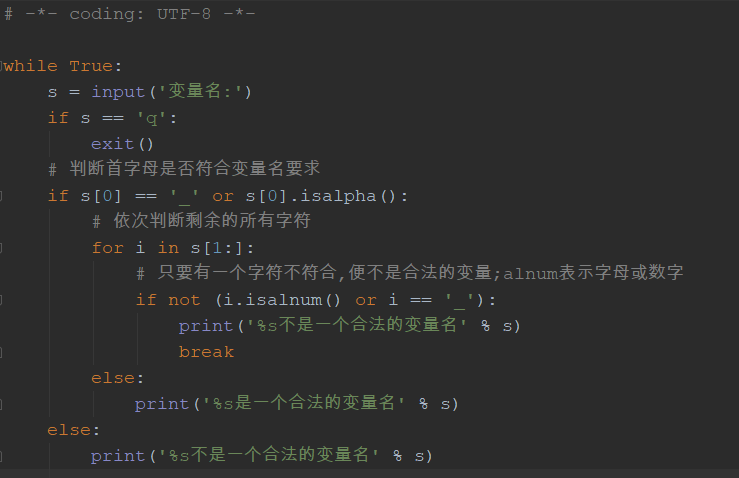 # -*- coding: UTF-8 -*-
while True:
    s = input('变量名:')
    if s == 'q':
        exit()
    # 判断首字母是否符合变量名要求
    if s[0] == '_' or s[0].isalpha():
        # 依次判断剩余的所有字符
        for i in s[1:]:
            # 只要有一个字符不符合,便不是合法的变量;alnum表示字母或数字
            if not (i.isalnum() or i == '_'):
                print('%s不是一个合法的变量名' % s)
                break
        else:
            print('%s是一个合法的变量名' % s)
    else:
        print('%s不是一个合法的变量名' % s)